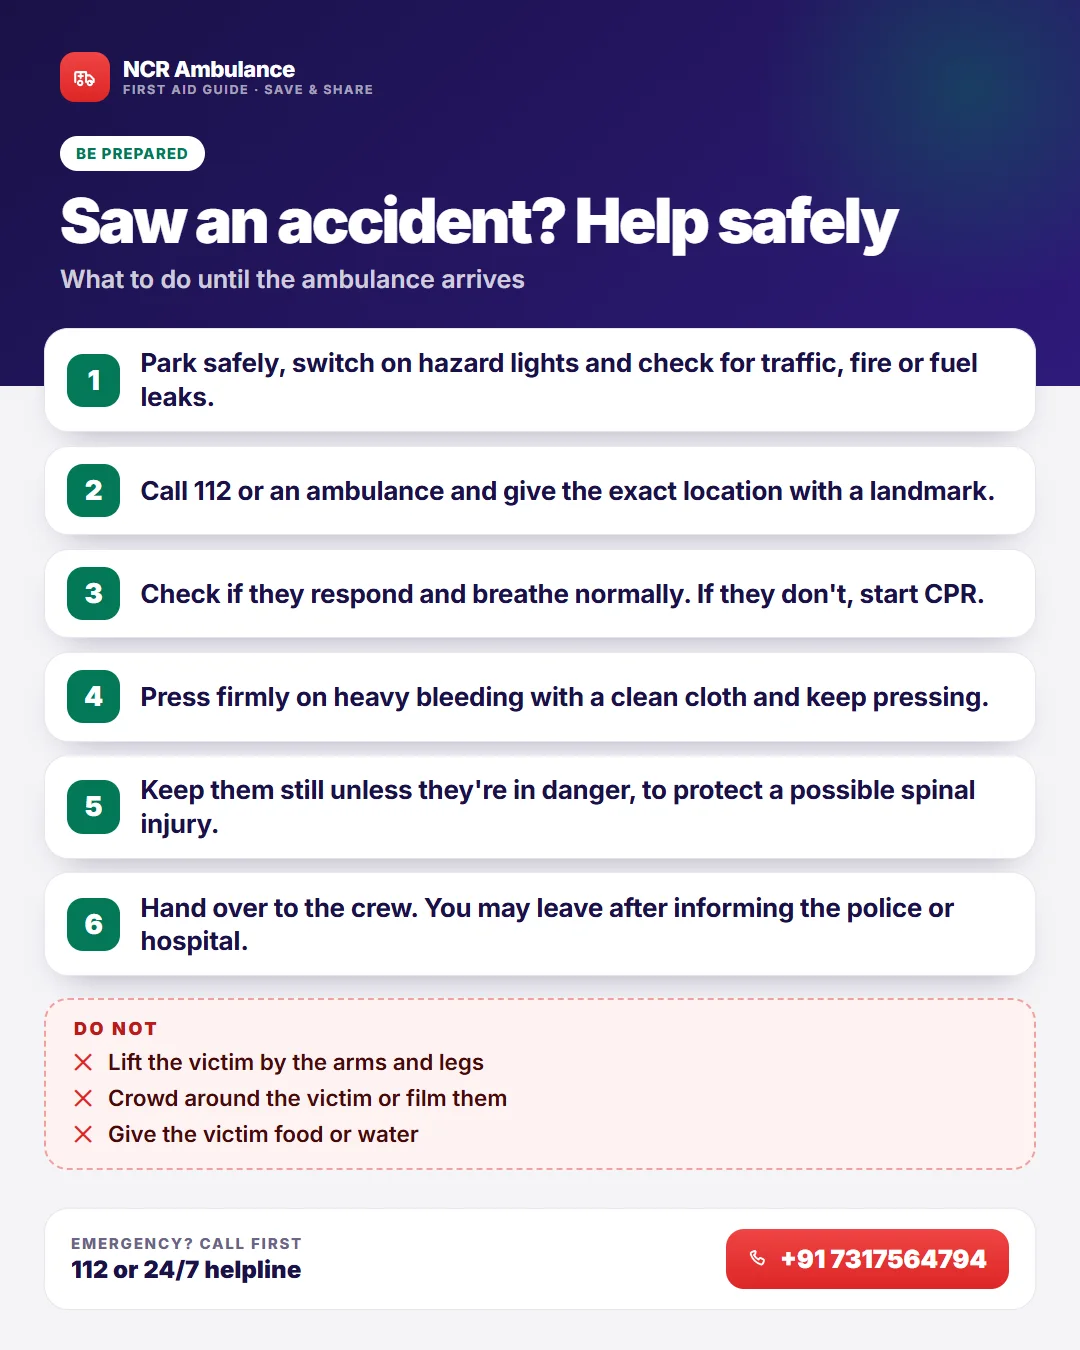 NCR Ambulance
FIRST AID GUIDE · SAVE & SHARE
BE PREPARED
Saw an accident? Help safely
What to do until the ambulance arrives
1 Park safely, switch on hazard lights and check for traffic, fire or fuel
leaks.
2 Call 112 or an ambulance and give the exact location with a landmark.
3 Check if they respond and breathe normally. If they don't, start CPR.
4 Press firmly on heavy bleeding with a clean cloth and keep pressing.
5 Keep them still unless they're in danger, to protect a possible spinal
injury.
6 Hand over to the crew. You may leave after informing the police or
hospital.
DO NOT
Lift the victim by the arms and legs
Crowd around the victim or film them
Give the victim food or water
EMERGENCY? CALL FIRST
112 or 24/7 helpline
+91 7317564794